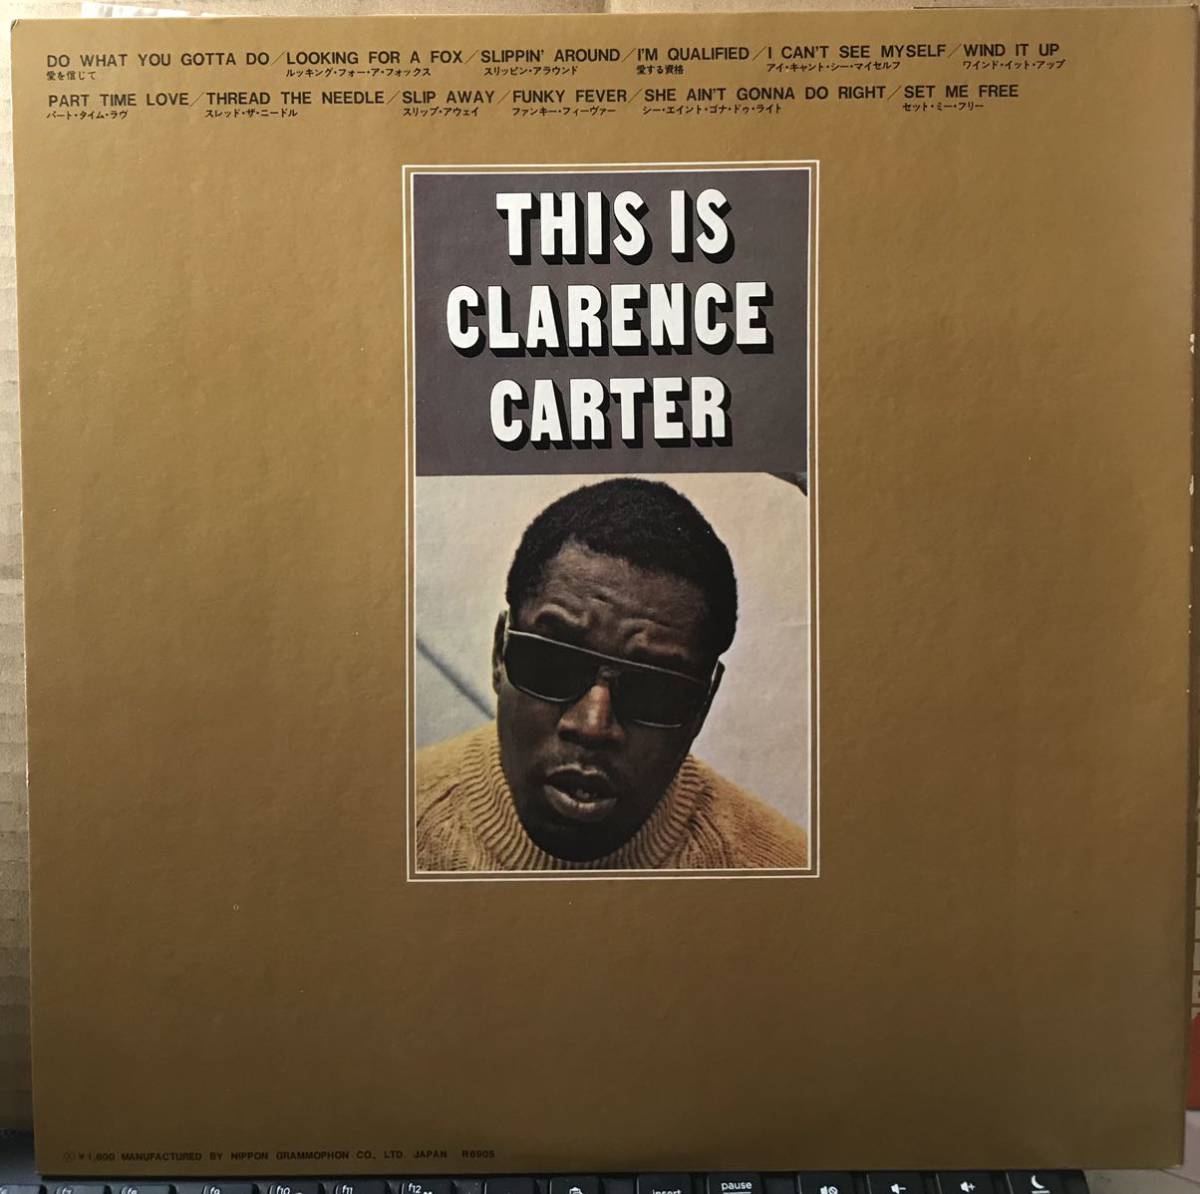 DO WHAT YOU GOTTA DO／LOOKING FOR A FOX／SLIPPIN' AROUND／I'M QUALIFIED／I CAN'T SEE MYSELF／WIND IT UP
愛を信じて ルッキング・フォー・ア・フォックス スリッピン・アラウンド 愛する資格 アイ・キャント・シー・マイセルフ ワインド・イット・アップ
PART TIME LOVE／THREAD THE NEEDLE／SLIP AWAY／FUNKY FEVER／SHE AIN'T GONNA DO RIGHT／SET ME FREE
パート・タイム・ラヴ スレッド・ザ・ニードル スリップ・アウェイ ファンキー・フィーヴァー シー・エイント・ゴナ・ドゥ・ライト セット・ミー・フリー
THIS IS
CLARENCE
CARTER
¥1,800 MANUFACTURED BY NIPPON GRAMMOPHON CO., LTD. JAPAN R6905
f7 f8 f9 f10 f11 f12 insert pause